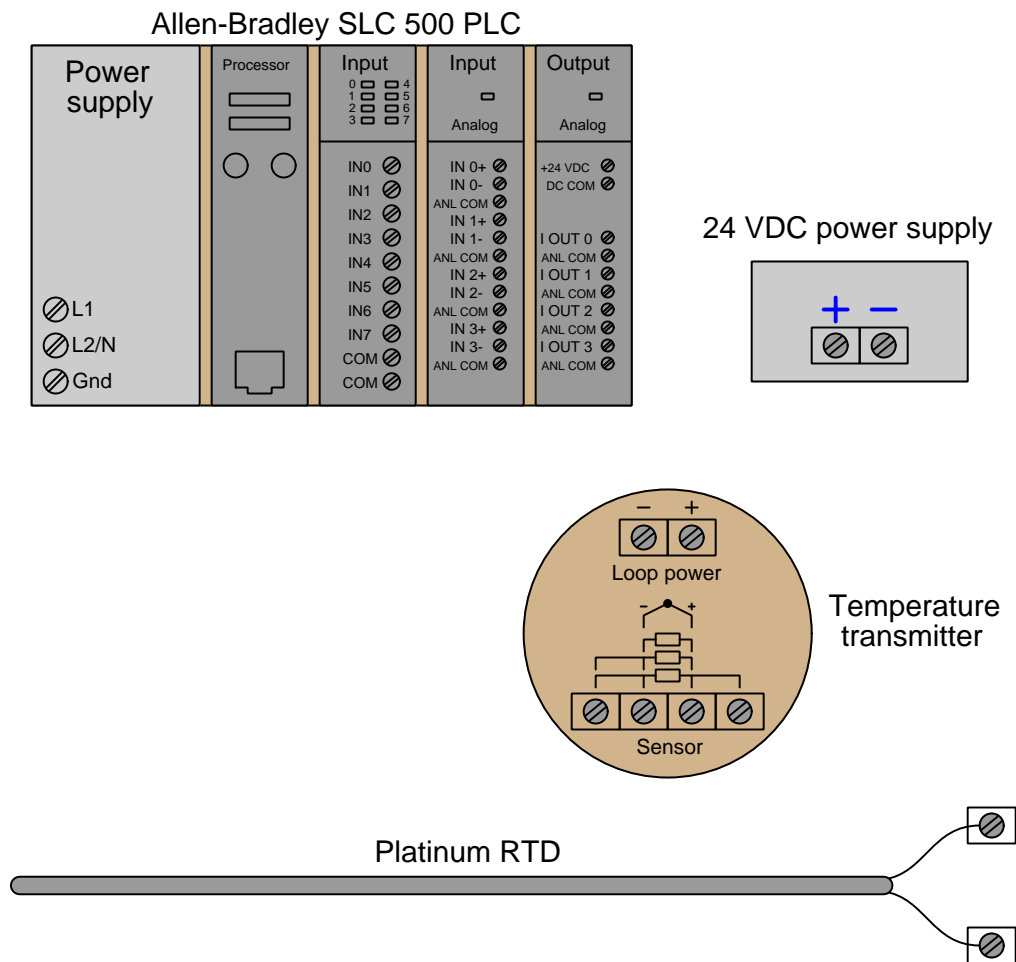 Allen-Bradley SLC 500 PLC
Power
supply
L1
L2/N
Gnd
Processor
Input
0 4
1 5
2 6
3 7
IN0
IN1
IN2
IN3
IN4
IN5
IN6
IN7
COM
COM
Input
Analog
IN 0+
IN 0-
ANL COM
IN 1+
IN 1-
ANL COM
IN 2+
IN 2-
ANL COM
IN 3+
IN 3-
ANL COM
Output
Analog
+24 VDC
DC COM
I OUT 0
ANL COM
I OUT 1
ANL COM
I OUT 2
ANL COM
I OUT 3
ANL COM
24 VDC power supply
+ −
− +
Loop power
- +
Sensor
Temperature
transmitter
Platinum RTD